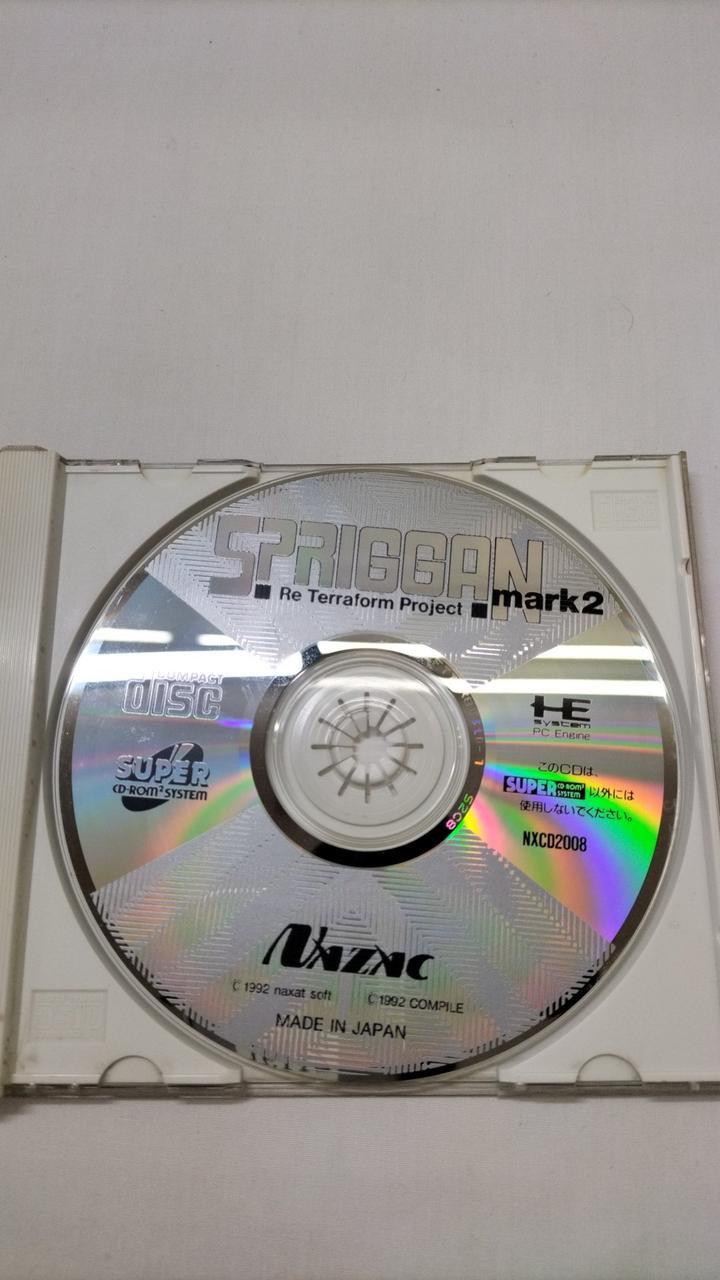 SPRIGGAN
Re Terraform Project
mark2
COMPACT
disc
SUPER
CD-ROM² SYSTEM
HE
system
PC Engine
このCDは、
SUPER CD-ROM² SYSTEM 以外には
使用しないでください。
NXCD2008
NAZAC
© 1992 naxat soft © 1992 COMPILE
MADE IN JAPAN